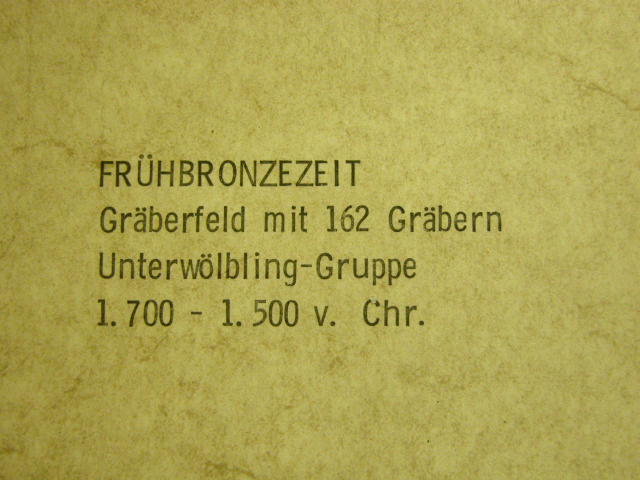 FRÜHBRONZEZEIT
Gräberfeld mit 162 Gräbern
Unterwölbling-Gruppe
1.700 - 1.500 v. Chr.